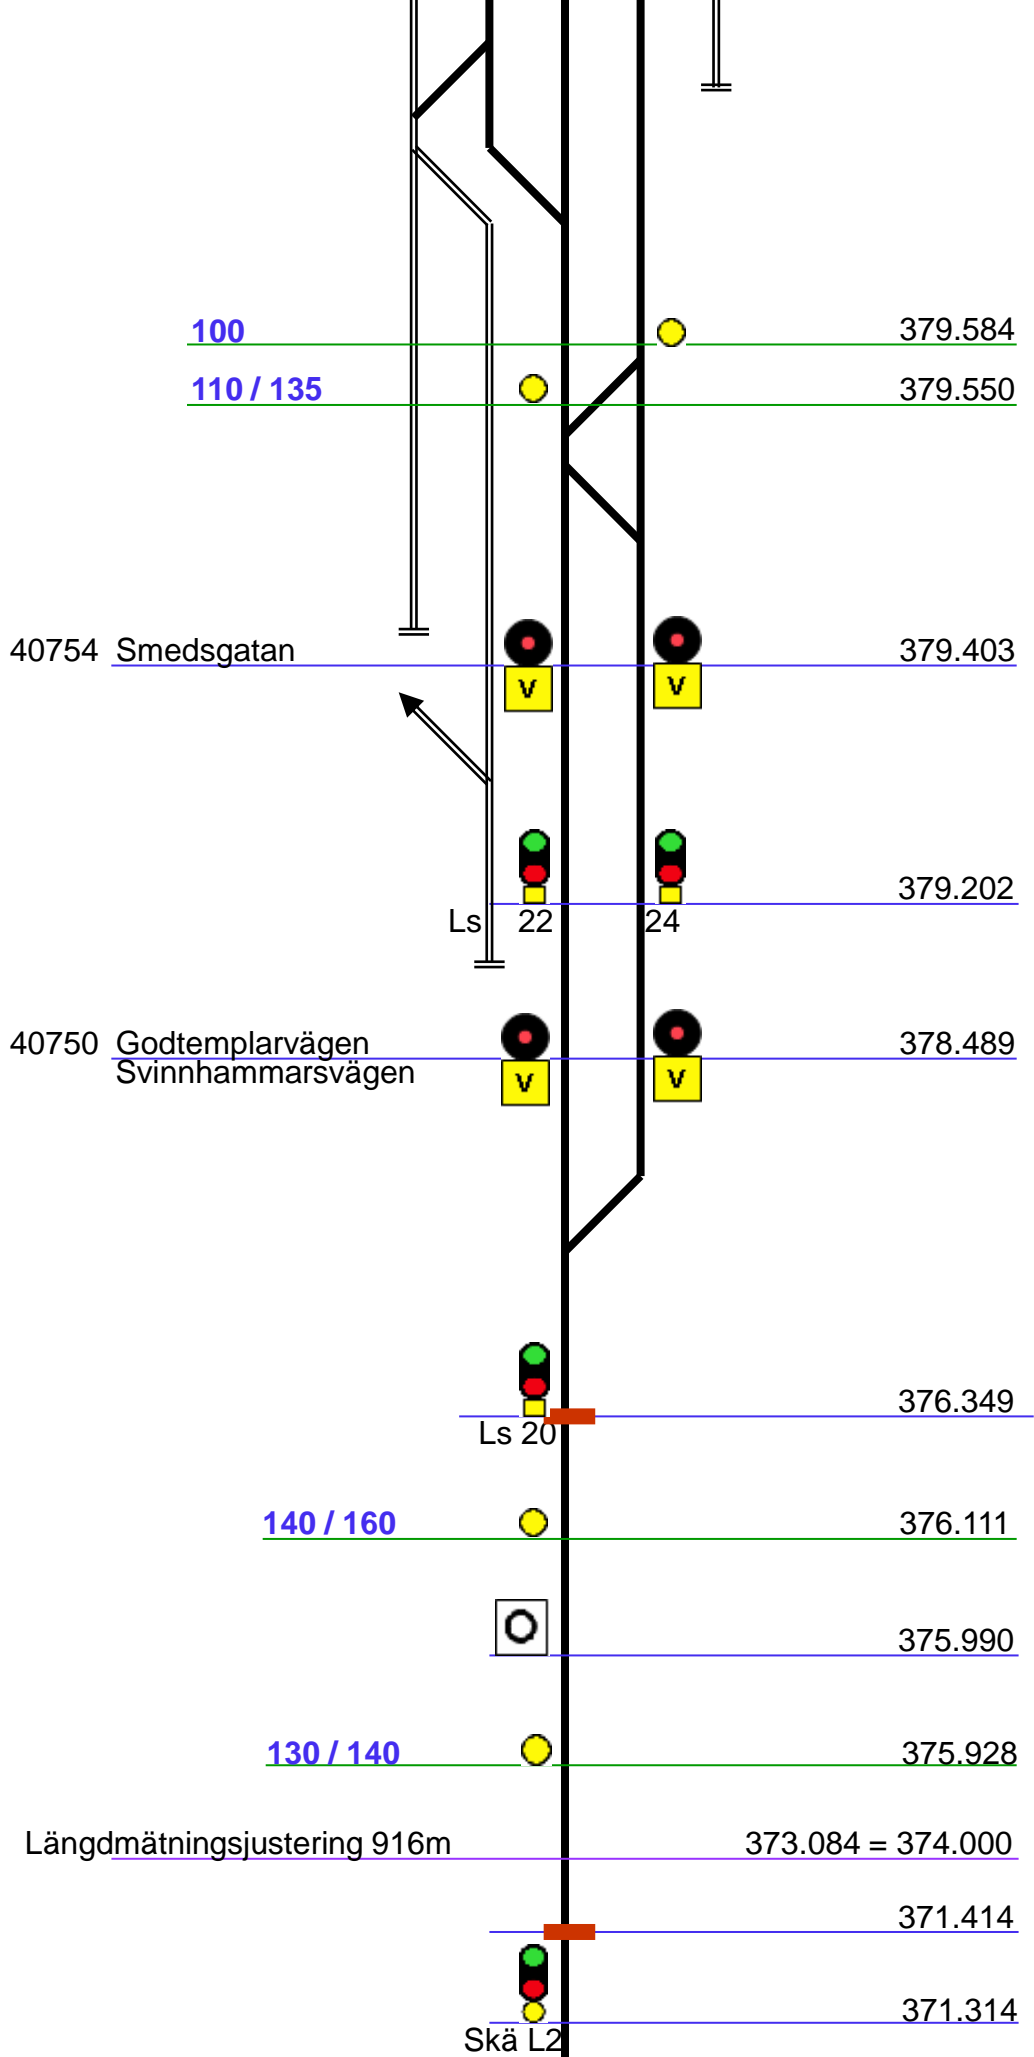 100 379.584
110 / 135 379.550
40754 Smedsgatan 379.403
V V
379.202
Ls 22 24
40750 Godtemplarvägen 378.489
Svinnhammarsvägen
V V
376.349
Ls 20
140 / 160 376.111
O 375.990
130 / 140 375.928
Längdmätningsjustering 916m 373.084 = 374.000
371.414
371.314
Skä L2